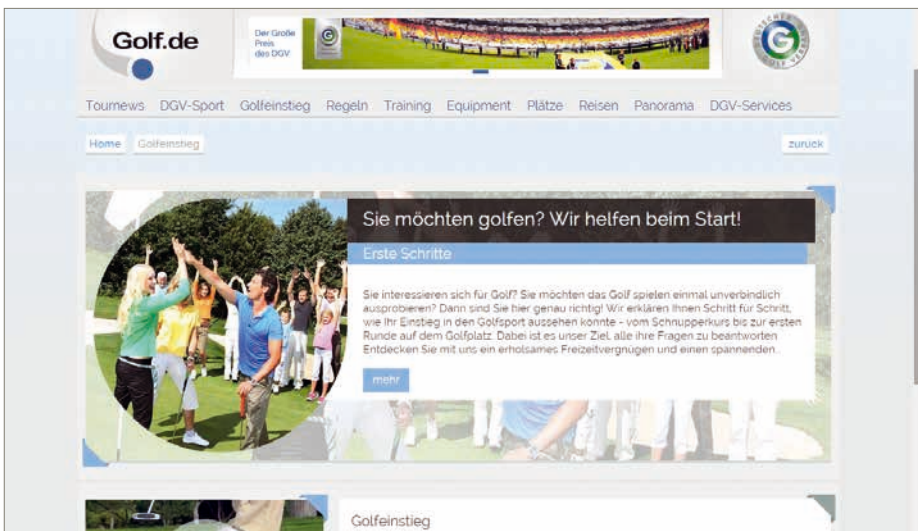 Golf.de
Der Große
Preis
des DGV
G
Tournews DGV-Sport Golfeinstieg Regeln Training Equipment Plätze Reisen Panorama DGV-Services
Home Golfeinstieg zurück
Sie möchten golfen? Wir helfen beim Start!
Erste Schritte
Sie interessieren sich für Golf? Sie möchten das Golf spielen einmal unverbindlich
ausprobieren? Dann sind Sie hier genau richtig! Wir erklären Ihnen Schritt für Schritt,
wie Ihr Einstieg in den Golfsport aussehen könnte - vom Schnupperkurs bis zur ersten
Runde auf dem Golfplatz. Dabei ist es unser Ziel, alle ihre Fragen zu beantworten
Entdecken Sie mit uns ein erholsames Freizeitvergnügen und einen spannenden...
mehr
Golfeinstieg